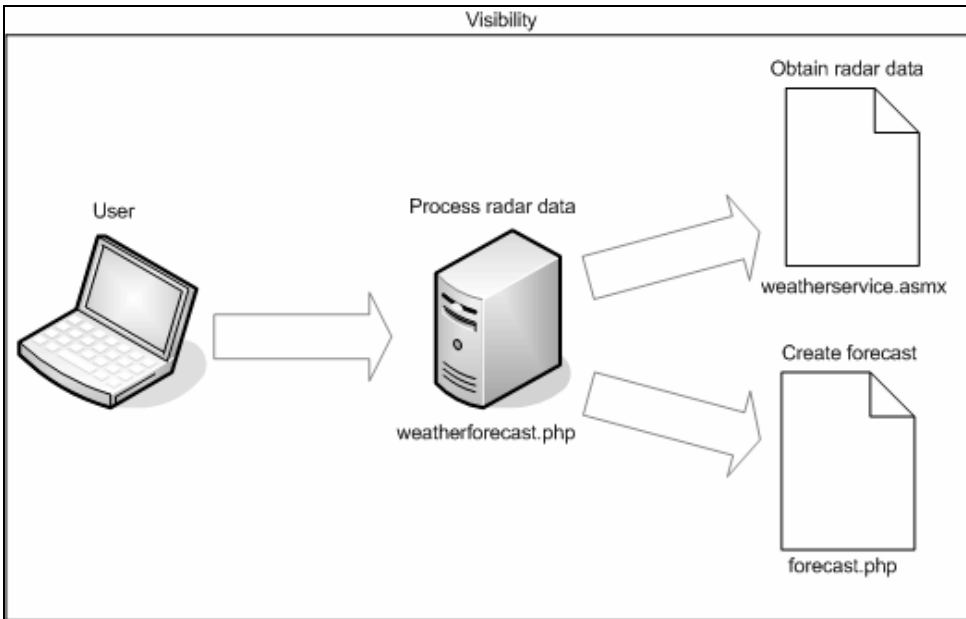 Visibility
User
Process radar data
weatherforecast.php
Obtain radar data
weatherservice.asmx
Create forecast
forecast.php